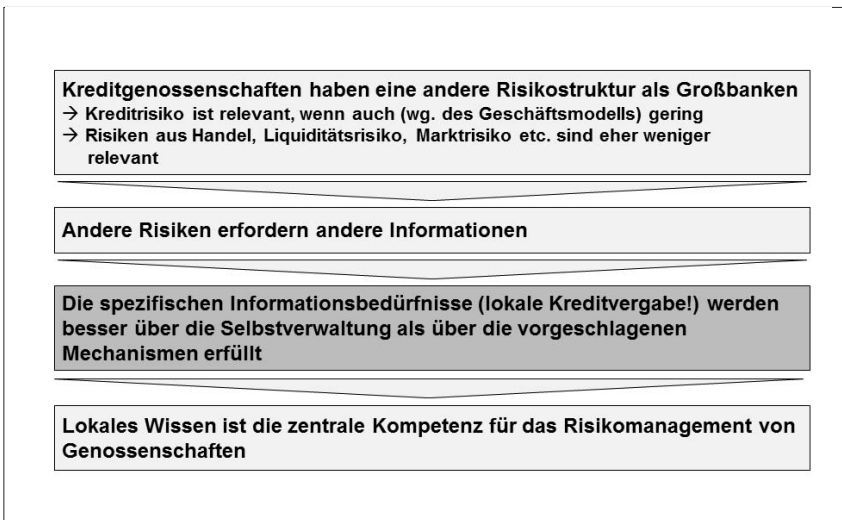 Kreditgenossenschaften haben eine andere Risikostruktur als Großbanken
→ Kreditrisiko ist relevant, wenn auch (wg. des Geschäftsmodells) gering
→ Risiken aus Handel, Liquiditätsrisiko, Marktrisiko etc. sind eher weniger
relevant
Andere Risiken erfordern andere Informationen
Die spezifischen Informationsbedürfnisse (lokale Kreditvergabe!) werden
besser über die Selbstverwaltung als über die vorgeschlagenen
Mechanismen erfüllt
Lokales Wissen ist die zentrale Kompetenz für das Risikomanagement von
Genossenschaften